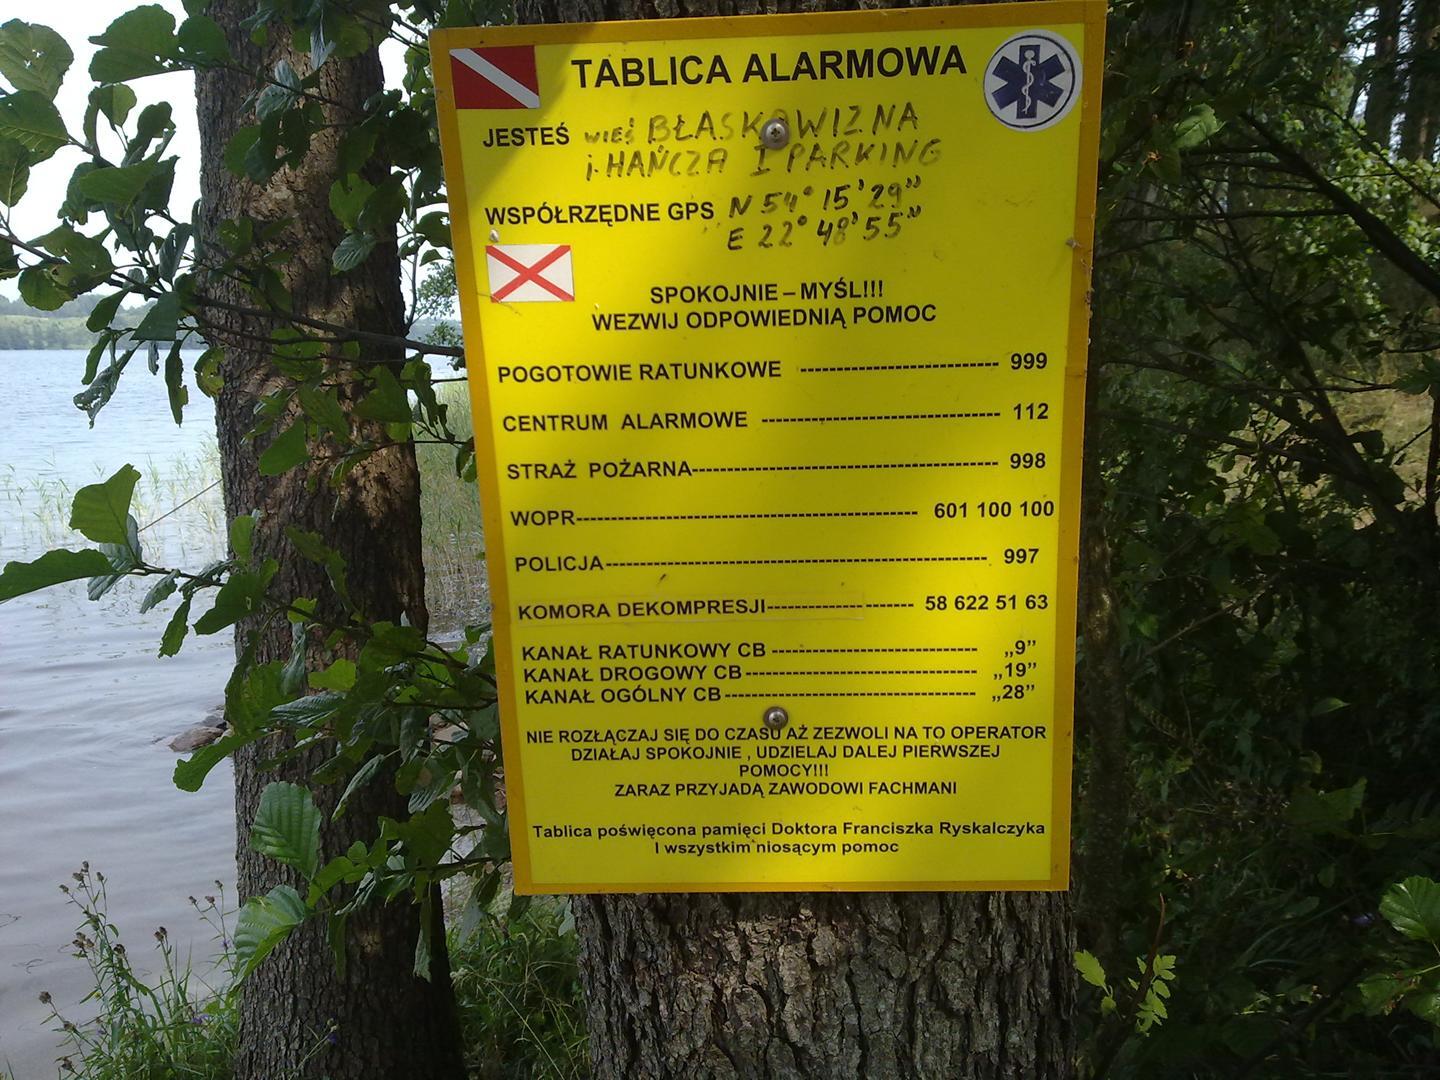 TABLICA ALARMOWA
JESTEŚ wieś BŁASKOWIZNA
j. HAŃCZA I PARKING
WSPÓŁRZĘDNE GPS N 54° 15' 29"
E 22° 48' 55"
SPOKOJNIE – MYŚL!!!
WEZWIJ ODPOWIEDNIĄ POMOC
POGOTOWIE RATUNKOWE ---------------------------- 999
CENTRUM ALARMOWE ---------------------------------- 112
STRAŻ POŻARNA-------------------------------------------- 998
WOPR------------------------------------------------- 601 100 100
POLICJA------------------------------------------------------- 997
KOMORA DEKOMPRESJI--------------------- 58 622 51 63
KANAŁ RATUNKOWY CB ------------------------------ „9”
KANAŁ DROGOWY CB---------------------------------- „19”
KANAŁ OGÓLNY CB------------------------------------- „28”
NIE ROZŁĄCZAJ SIĘ DO CZASU AŻ ZEZWOLI NA TO OPERATOR
DZIAŁAJ SPOKOJNIE , UDZIELAJ DALEJ PIERWSZEJ
POMOCY!!!
ZARAZ PRZYJADĄ ZAWODOWI FACHMANI
Tablica poświęcona pamięci Doktora Franciszka Ryskalczyka
I wszystkim niosącym pomoc